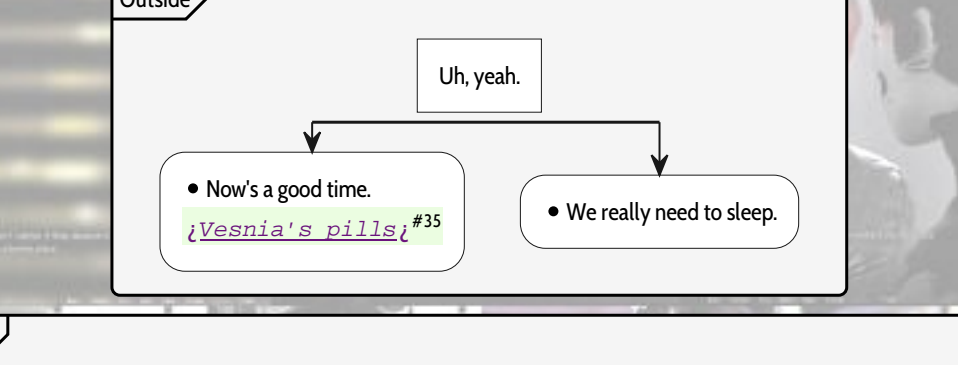 Outside
Uh, yeah.
• Now's a good time.
¿Vesnia's pills¿#35
• We really need to sleep.